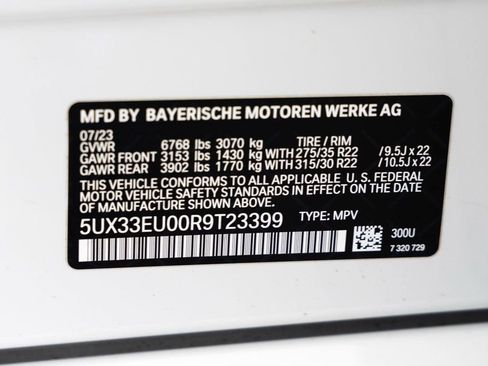 MFD BY BAYERISCHE MOTOREN WERKE AG
07/23
GVWR 6768 lbs 3070 kg TIRE / RIM
GAWR FRONT 3153 lbs 1430 kg WITH 275/35 R22 /9.5J x 22
GAWR REAR 3902 lbs 1770 kg WITH 315/30 R22 /10.5J x 22
THIS VEHICLE CONFORMS TO ALL APPLICABLE U. S. FEDERAL
MOTOR VEHICLE SAFETY STANDARDS IN EFFECT ON THE DATE
OF MANUFACTURE SHOWN ABOVE.
5UX33EU00R9T23399 TYPE: MPV
300U
7 320 729